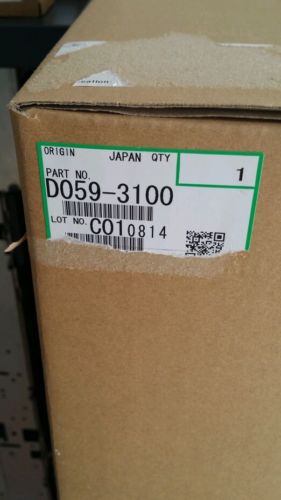 ORIGIN JAPAN QTY 1
PART NO.
D059-3100
LOT NO. C010814